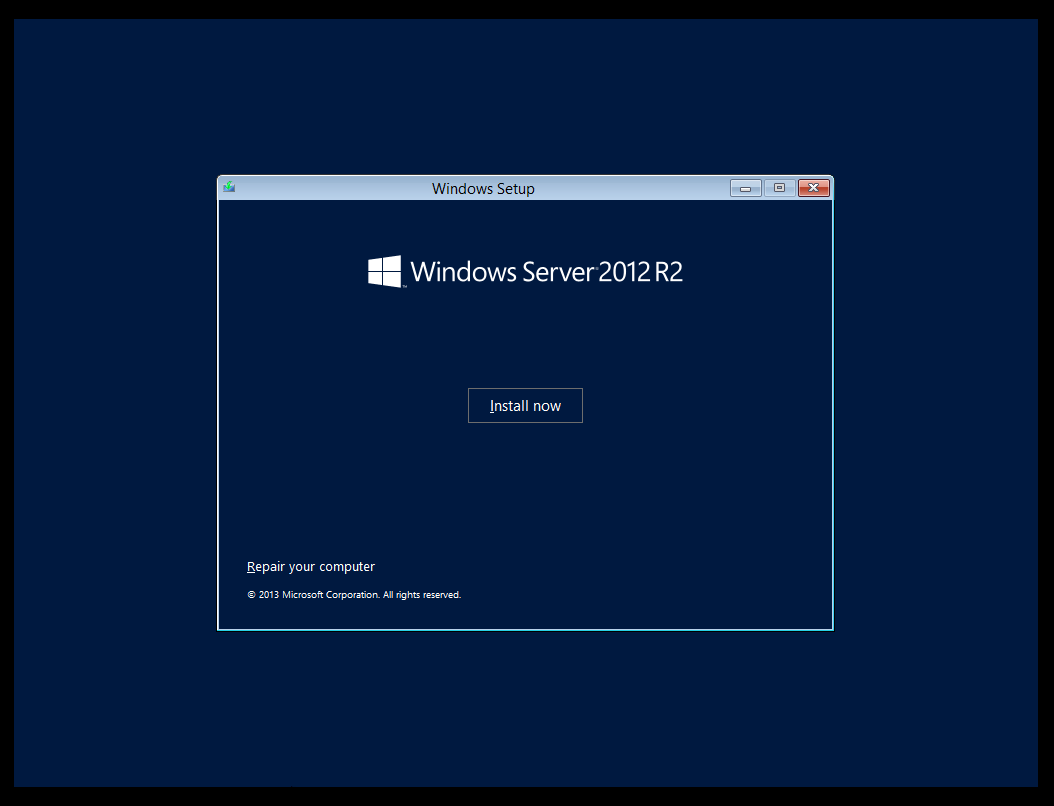 Windows Setup
Windows Server 2012 R2
Install now
Repair your computer
© 2013 Microsoft Corporation. All rights reserved.